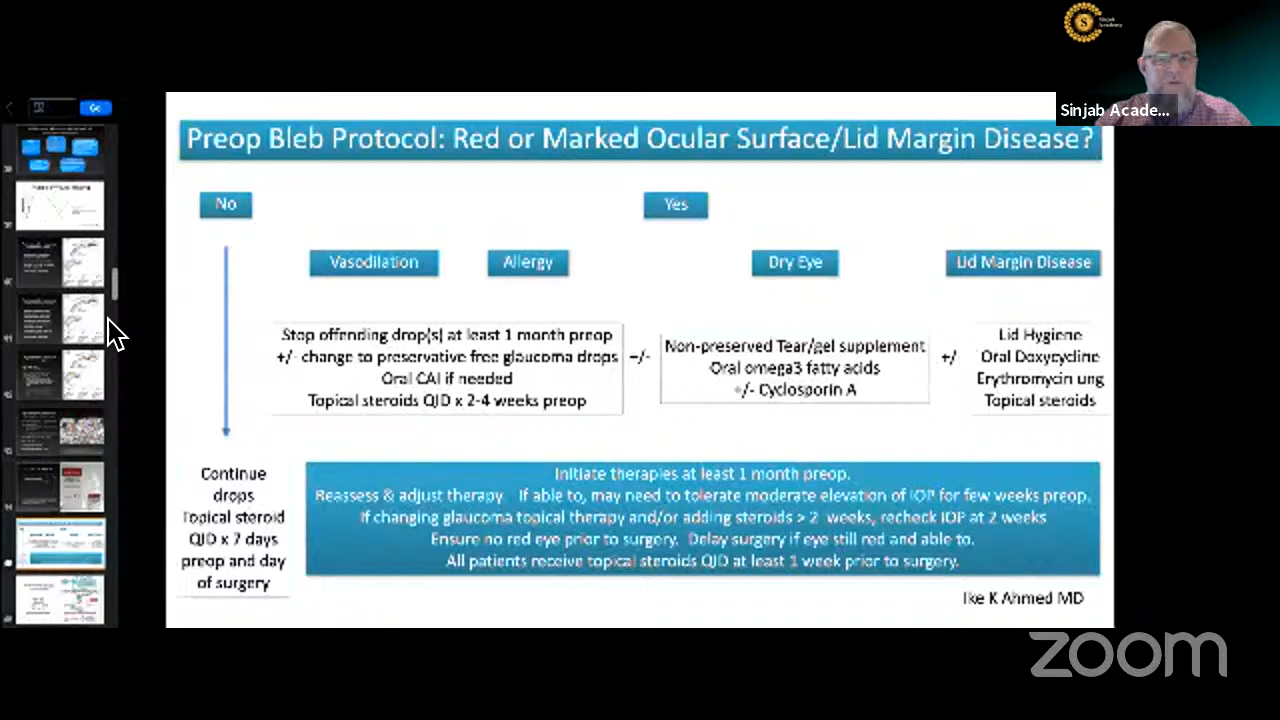 Sinjab Academy
Sinjab Acade...
Go
Preop Bleb Protocol: Red or Marked Ocular Surface/Lid Margin Disease?
No
Yes
Vasodilation
Allergy
Dry Eye
Lid Margin Disease
Stop offending drop(s) at least 1 month preop
+/- change to preservative free glaucoma drops
Oral CAI if needed
Topical steroids QID x 2-4 weeks preop
+/-
Non-preserved Tear/gel supplement
Oral omega3 fatty acids
+/- Cyclosporin A
+/
Lid Hygiene
Oral Doxycycline
Erythromycin ung
Topical steroids
Continue
drops
Topical steroid
QID x 7 days
preop and day
of surgery
Initiate therapies at least 1 month preop.
Reassess & adjust therapy   If able to, may need to tolerate moderate elevation of IOP for few weeks preop.
If changing glaucoma topical therapy and/or adding steroids > 2 weeks, recheck IOP at 2 weeks
Ensure no red eye prior to surgery.  Delay surgery if eye still red and able to.
All patients receive topical steroids QID at least 1 week prior to surgery.
Ike K Ahmed MD
zoom